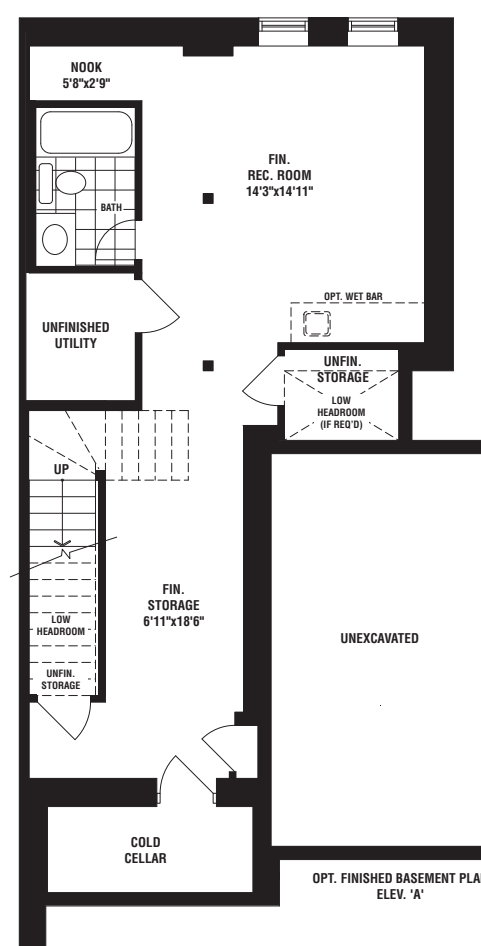 NOOK
5'8"x2'9"
FIN.
REC. ROOM
14'3"x14'11"
BATH
OPT. WET BAR
UNFINISHED
UTILITY
UNFIN.
STORAGE
LOW
HEADROOM
(IF REQ'D)
UP
FIN.
STORAGE
6'11"x18'6"
LOW
HEADROOM
UNFIN.
STORAGE
UNEXCAVATED
COLD
CELLAR
OPT. FINISHED BASEMENT PLA
ELEV. 'A'